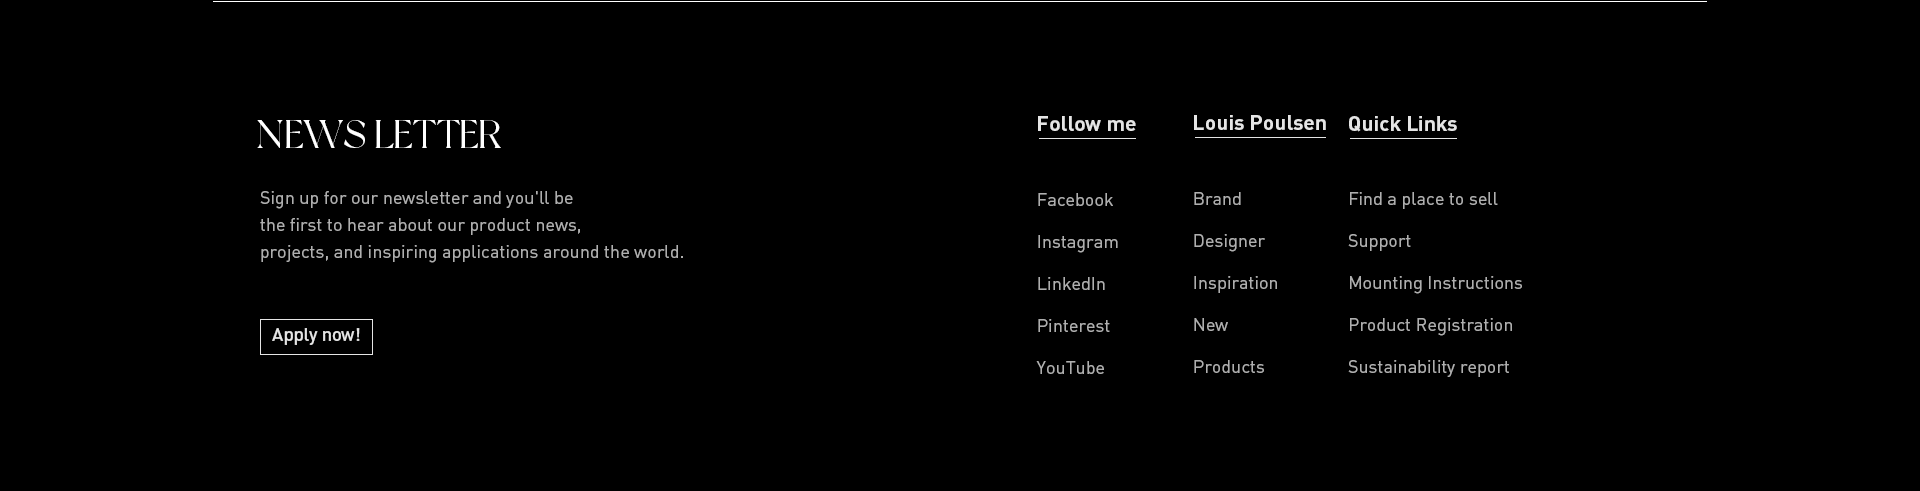 NEWS LETTER
Sign up for our newsletter and you'll be
the first to hear about our product news,
projects, and inspiring applications around the world.
Apply now!
Follow me
Facebook
Instagram
LinkedIn
Pinterest
YouTube
Louis Poulsen
Brand
Designer
Inspiration
New
Products
Quick Links
Find a place to sell
Support
Mounting Instructions
Product Registration
Sustainability report